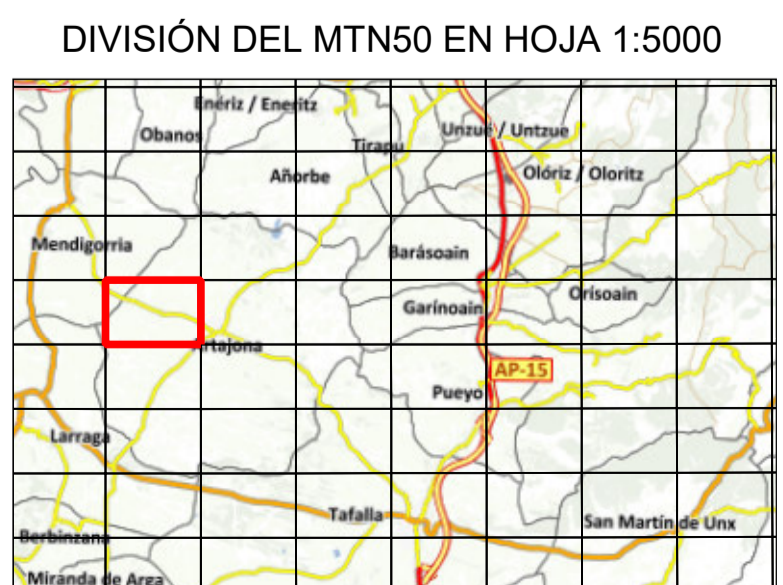 DIVISIÓN DEL MTN50 EN HOJA 1:5000
Enériz / Eneritz
Obanos
Tirapu
Unzué / Untzue
Añorbe
Olóriz / Oloritz
Mendigorria
Barásoain
Garínoain
Orísoain
Artajona
AP-15
Pueyo
Larraga
Tafalla
San Martín de Unx
Berbinzana
Miranda de Arga